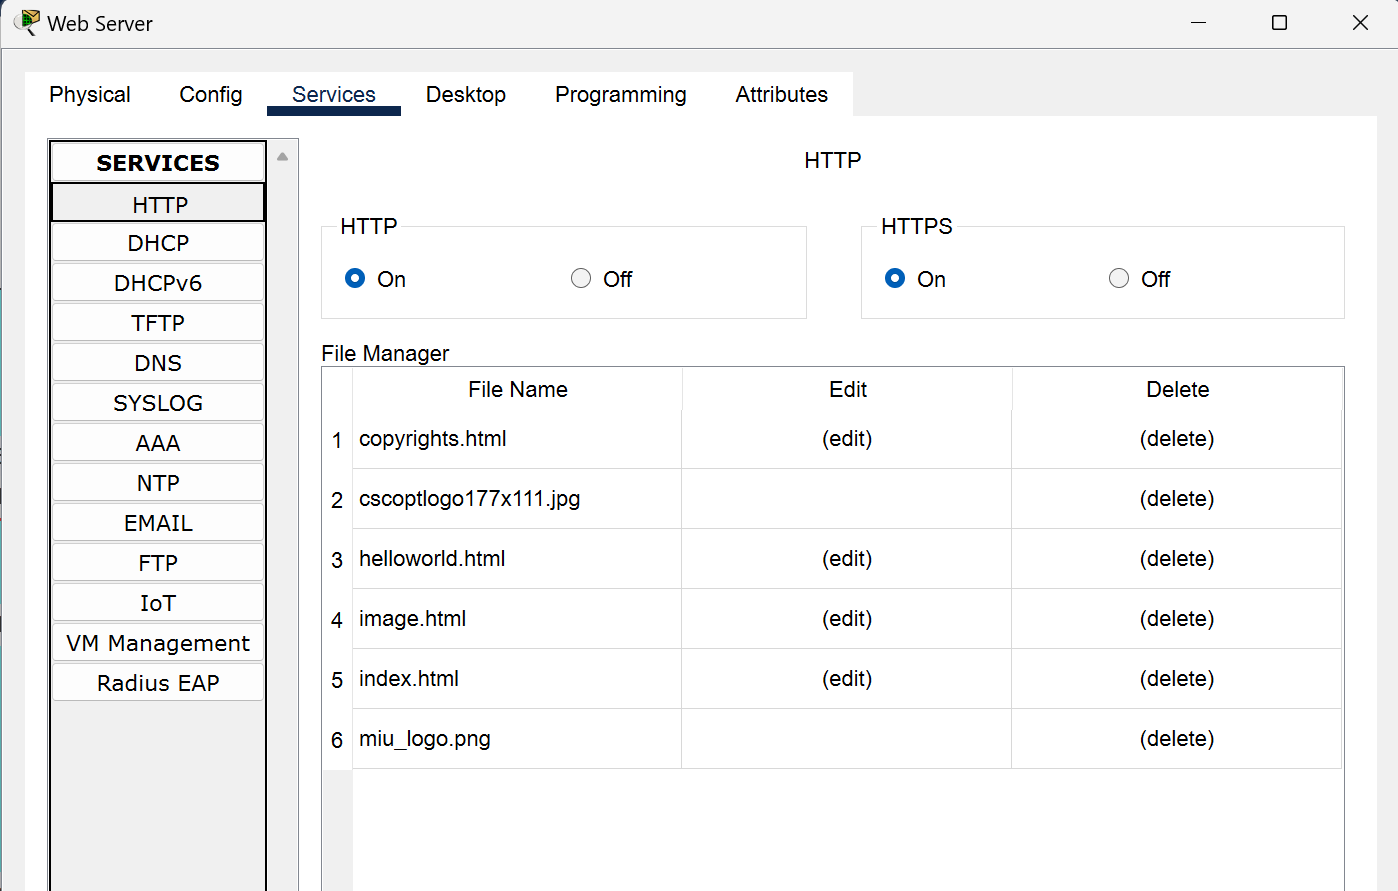 Web Server
Physical Config Services Desktop Programming Attributes
SERVICES
HTTP
DHCP
DHCPv6
TFTP
DNS
SYSLOG
AAA
NTP
EMAIL
FTP
IoT
VM Management
Radius EAP
HTTP
HTTP
On Off
HTTPS
On Off
File Manager
File Name Edit Delete
1 copyrights.html (edit) (delete)
2 cscoptlogo177x111.jpg (delete)
3 helloworld.html (edit) (delete)
4 image.html (edit) (delete)
5 index.html (edit) (delete)
6 miu_logo.png (delete)